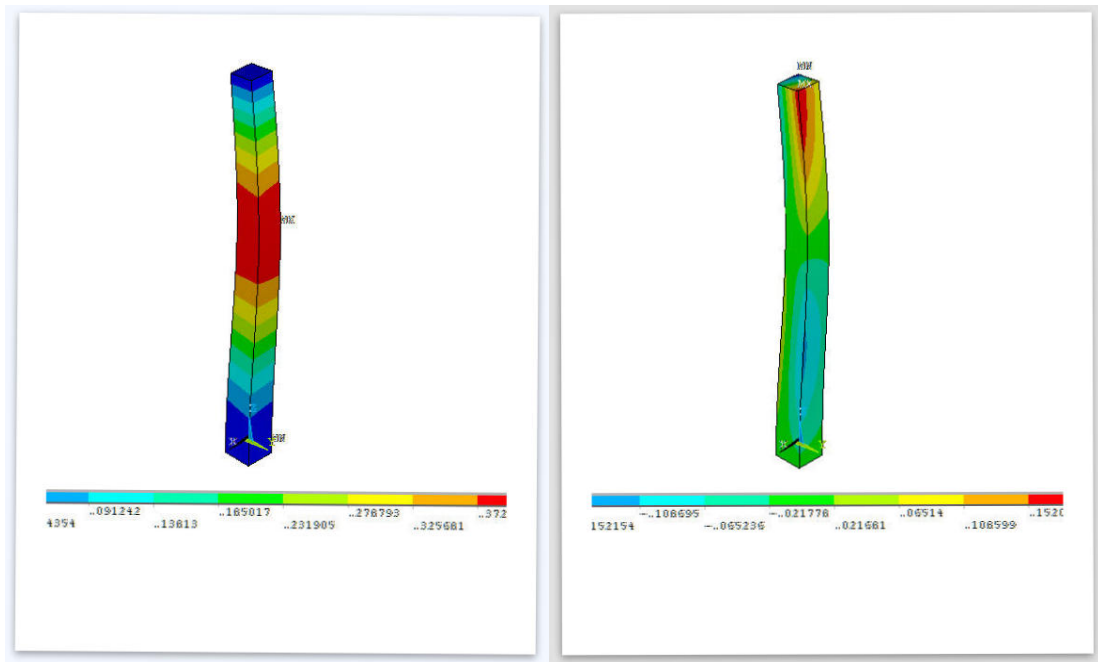 MX
X
Z
MN
..091242 ..185017 ..278793 ..372
4354 ..13813 ..231905 ..325681
MN
MX
X
Z
Y
-.108695 -.021778 ..06514 ..1520
152154 -.065236 .021681 ..108599